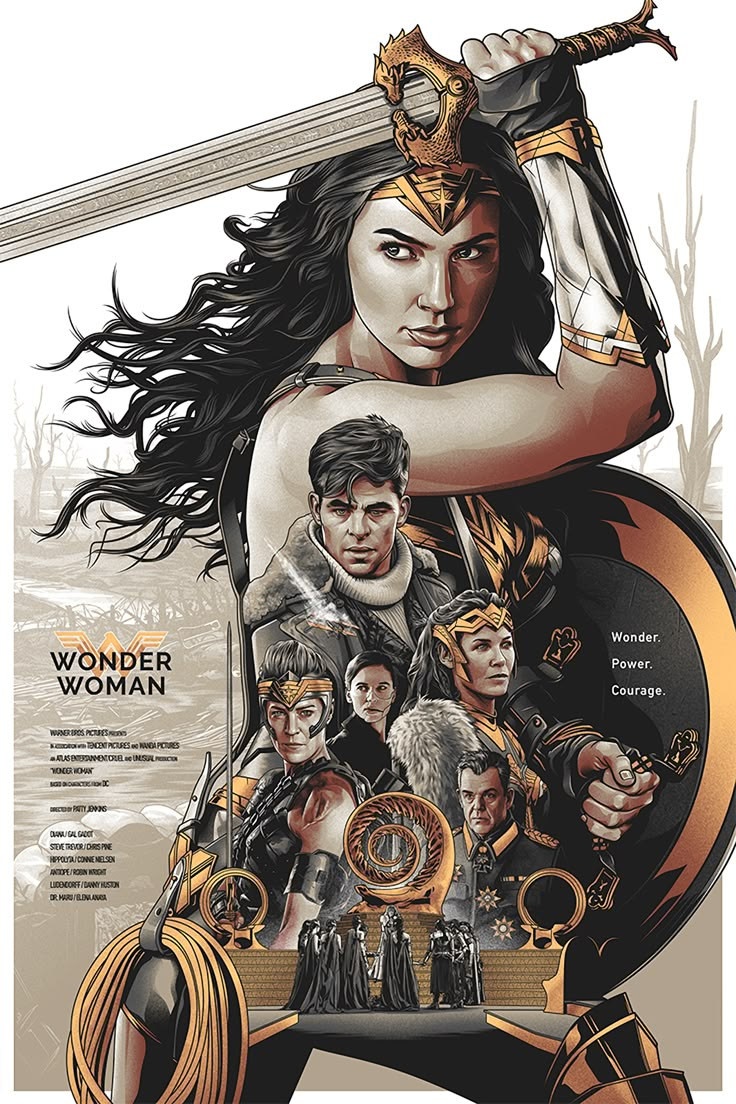 Wonder.
Power.
Courage.
WONDER
WOMAN
WARNER BROS. PICTURES PRESENTS
IN ASSOCIATION WITH TENCENT PICTURES AND WANDA PICTURES
AN ATLAS ENTERTAINMENT/CRUEL AND UNUSUAL PRODUCTION
"WONDER WOMAN"
BASED ON CHARACTERS FROM DC
DIRECTED BY PATTY JENKINS
DIANA / GAL GADOT
STEVE TREVOR / CHRIS PINE
HIPPOLYTA / CONNIE NIELSEN
ANTIOPE / ROBIN WRIGHT
LUDENDORFF / DANNY HUSTON
DR. MARU / ELENA ANAYA